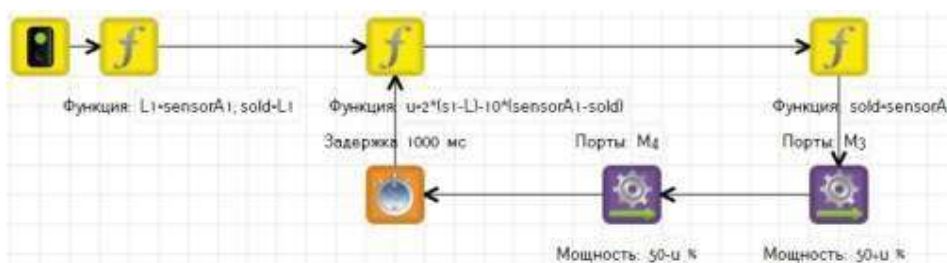 Функция: L1=sensorA1, sold=L1
Функция: u=2*(s1-L)-10*(sensorA1-sold)
Функция: sold=sensorA
Задержка: 1000 мс
Порты: M4
Порты: M3
Мощность: 50-u %
Мощность: 50+u %